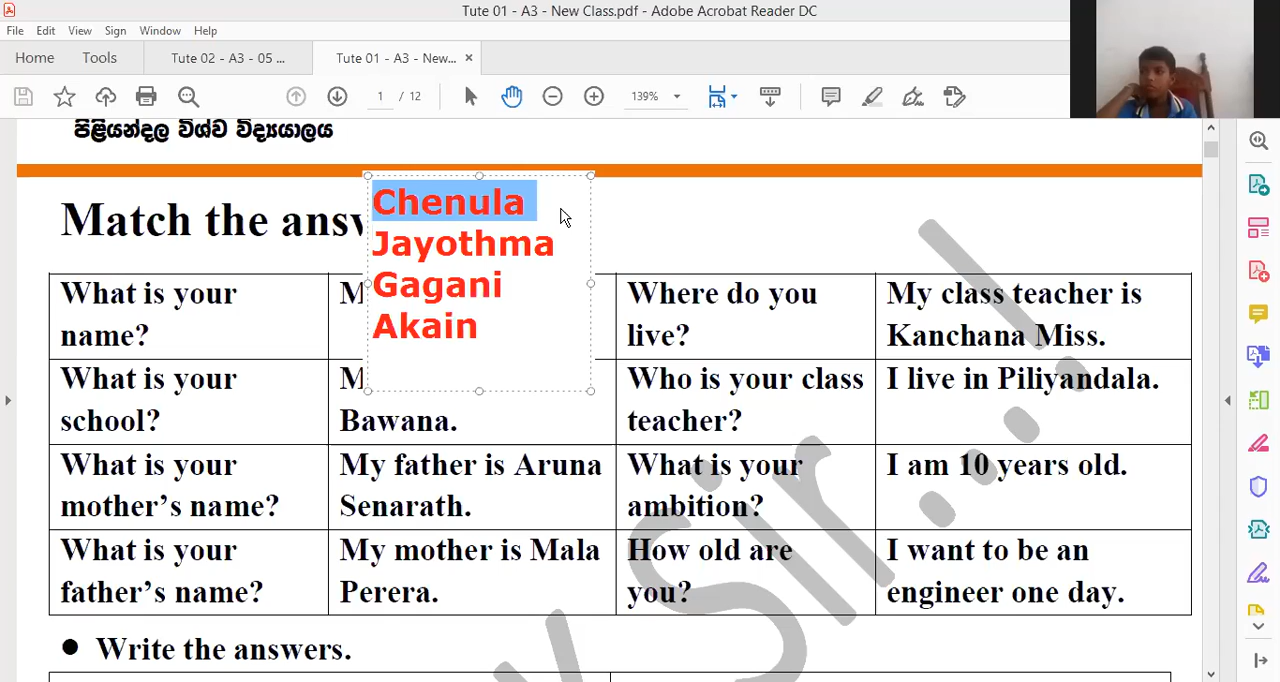 Tute 01 - A3 - New Class.pdf - Adobe Acrobat Reader DC
File Edit View Sign Window Help
Home Tools Tute 02 - A3 - 05 ... Tute 01 - A3 - New... ×
1 / 12 139%
පිළියන්දල විශ්ව විද්‍යයාලය
Match the answ
Chenula
Jayothma
Gagani
Akain
What is your name?
M
Where do you live?
My class teacher is Kanchana Miss.
What is your school?
M
Bawana.
Who is your class teacher?
I live in Piliyandala.
What is your mother's name?
My father is Aruna Senarath.
What is your ambition?
I am 10 years old.
What is your father's name?
My mother is Mala Perera.
How old are you?
I want to be an engineer one day.
● Write the answers.
Sir...!